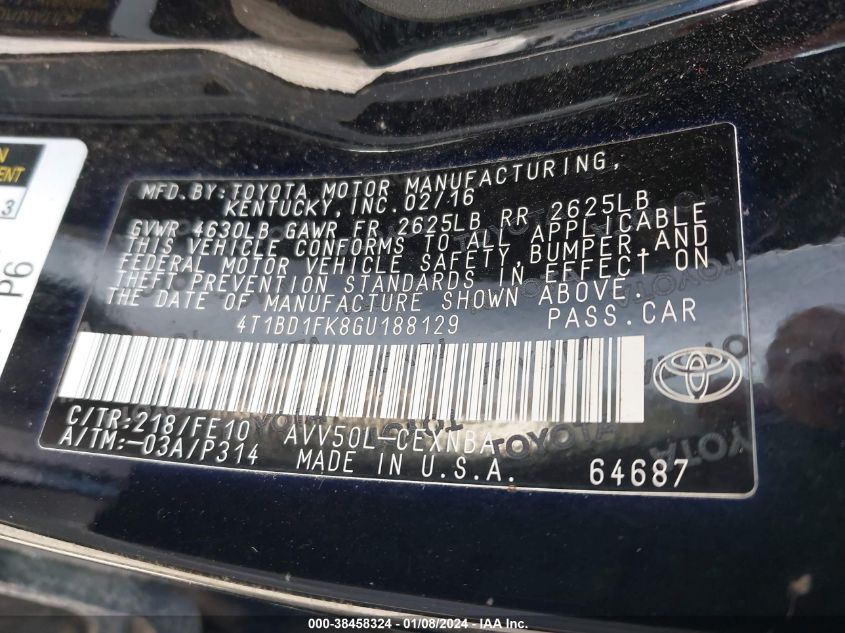 MFD. BY: TOYOTA MOTOR MANUFACTURING,
KENTUCKY, INC. 02/16
GVWR 4630LB GAWR FR 2625LB RR 2625LB
THIS VEHICLE CONFORMS TO ALL APPLICABLE
FEDERAL MOTOR VEHICLE SAFETY, BUMPER, AND
THEFT PREVENTION STANDARDS IN EFFECT ON
THE DATE OF MANUFACTURE SHOWN ABOVE.
4T1BD1FK8GU188129 PASS.CAR
C/TR:218/FE10 AVV50L-CEXNBA
A/TM:-03A/P314 MADE IN U.S.A. 64687
TOYOTA
P6
3
000-38458324 - 01/08/2024 - IAA Inc.